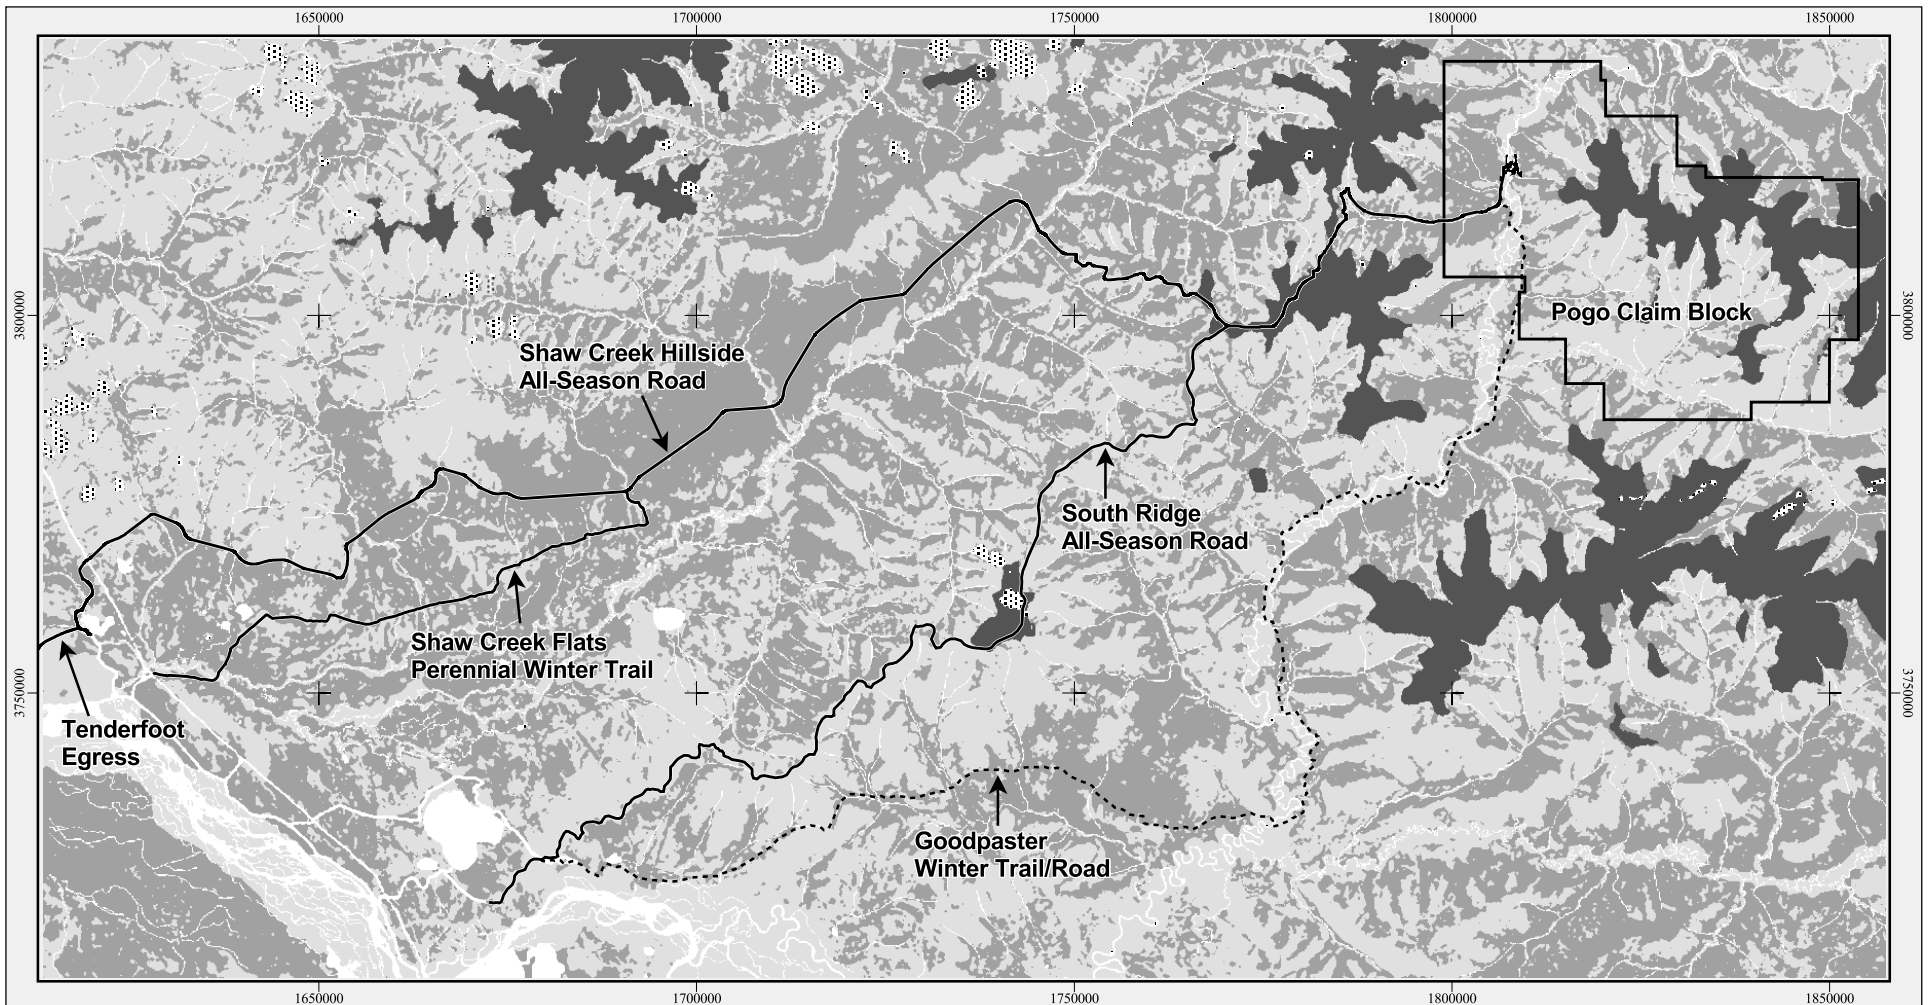 1650000
1700000
1750000
1800000
1850000
3800000
3800000
Pogo Claim Block
Shaw Creek Hillside
All-Season Road
South Ridge
All-Season Road
Shaw Creek Flats
Perennial Winter Trail
3750000
3750000
Tenderfoot
Egress
Goodpaster
Winter Trail/Road
1650000
1700000
1750000
1800000
1850000